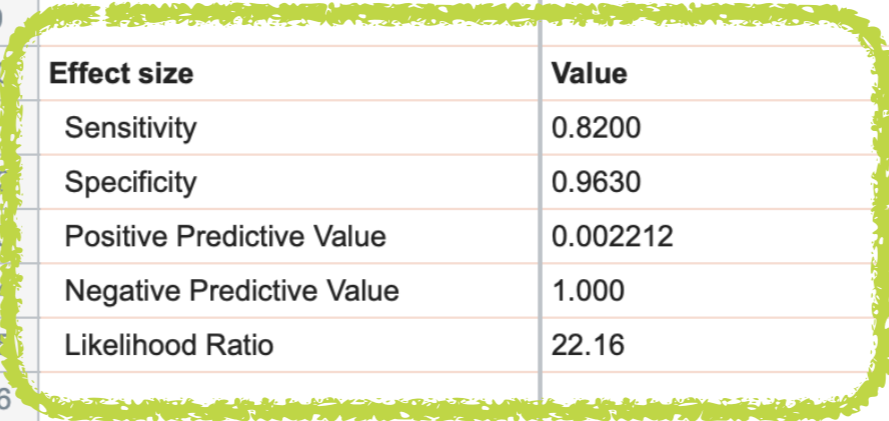 Effect size Value
Sensitivity 0.8200
Specificity 0.9630
Positive Predictive Value 0.002212
Negative Predictive Value 1.000
Likelihood Ratio 22.16